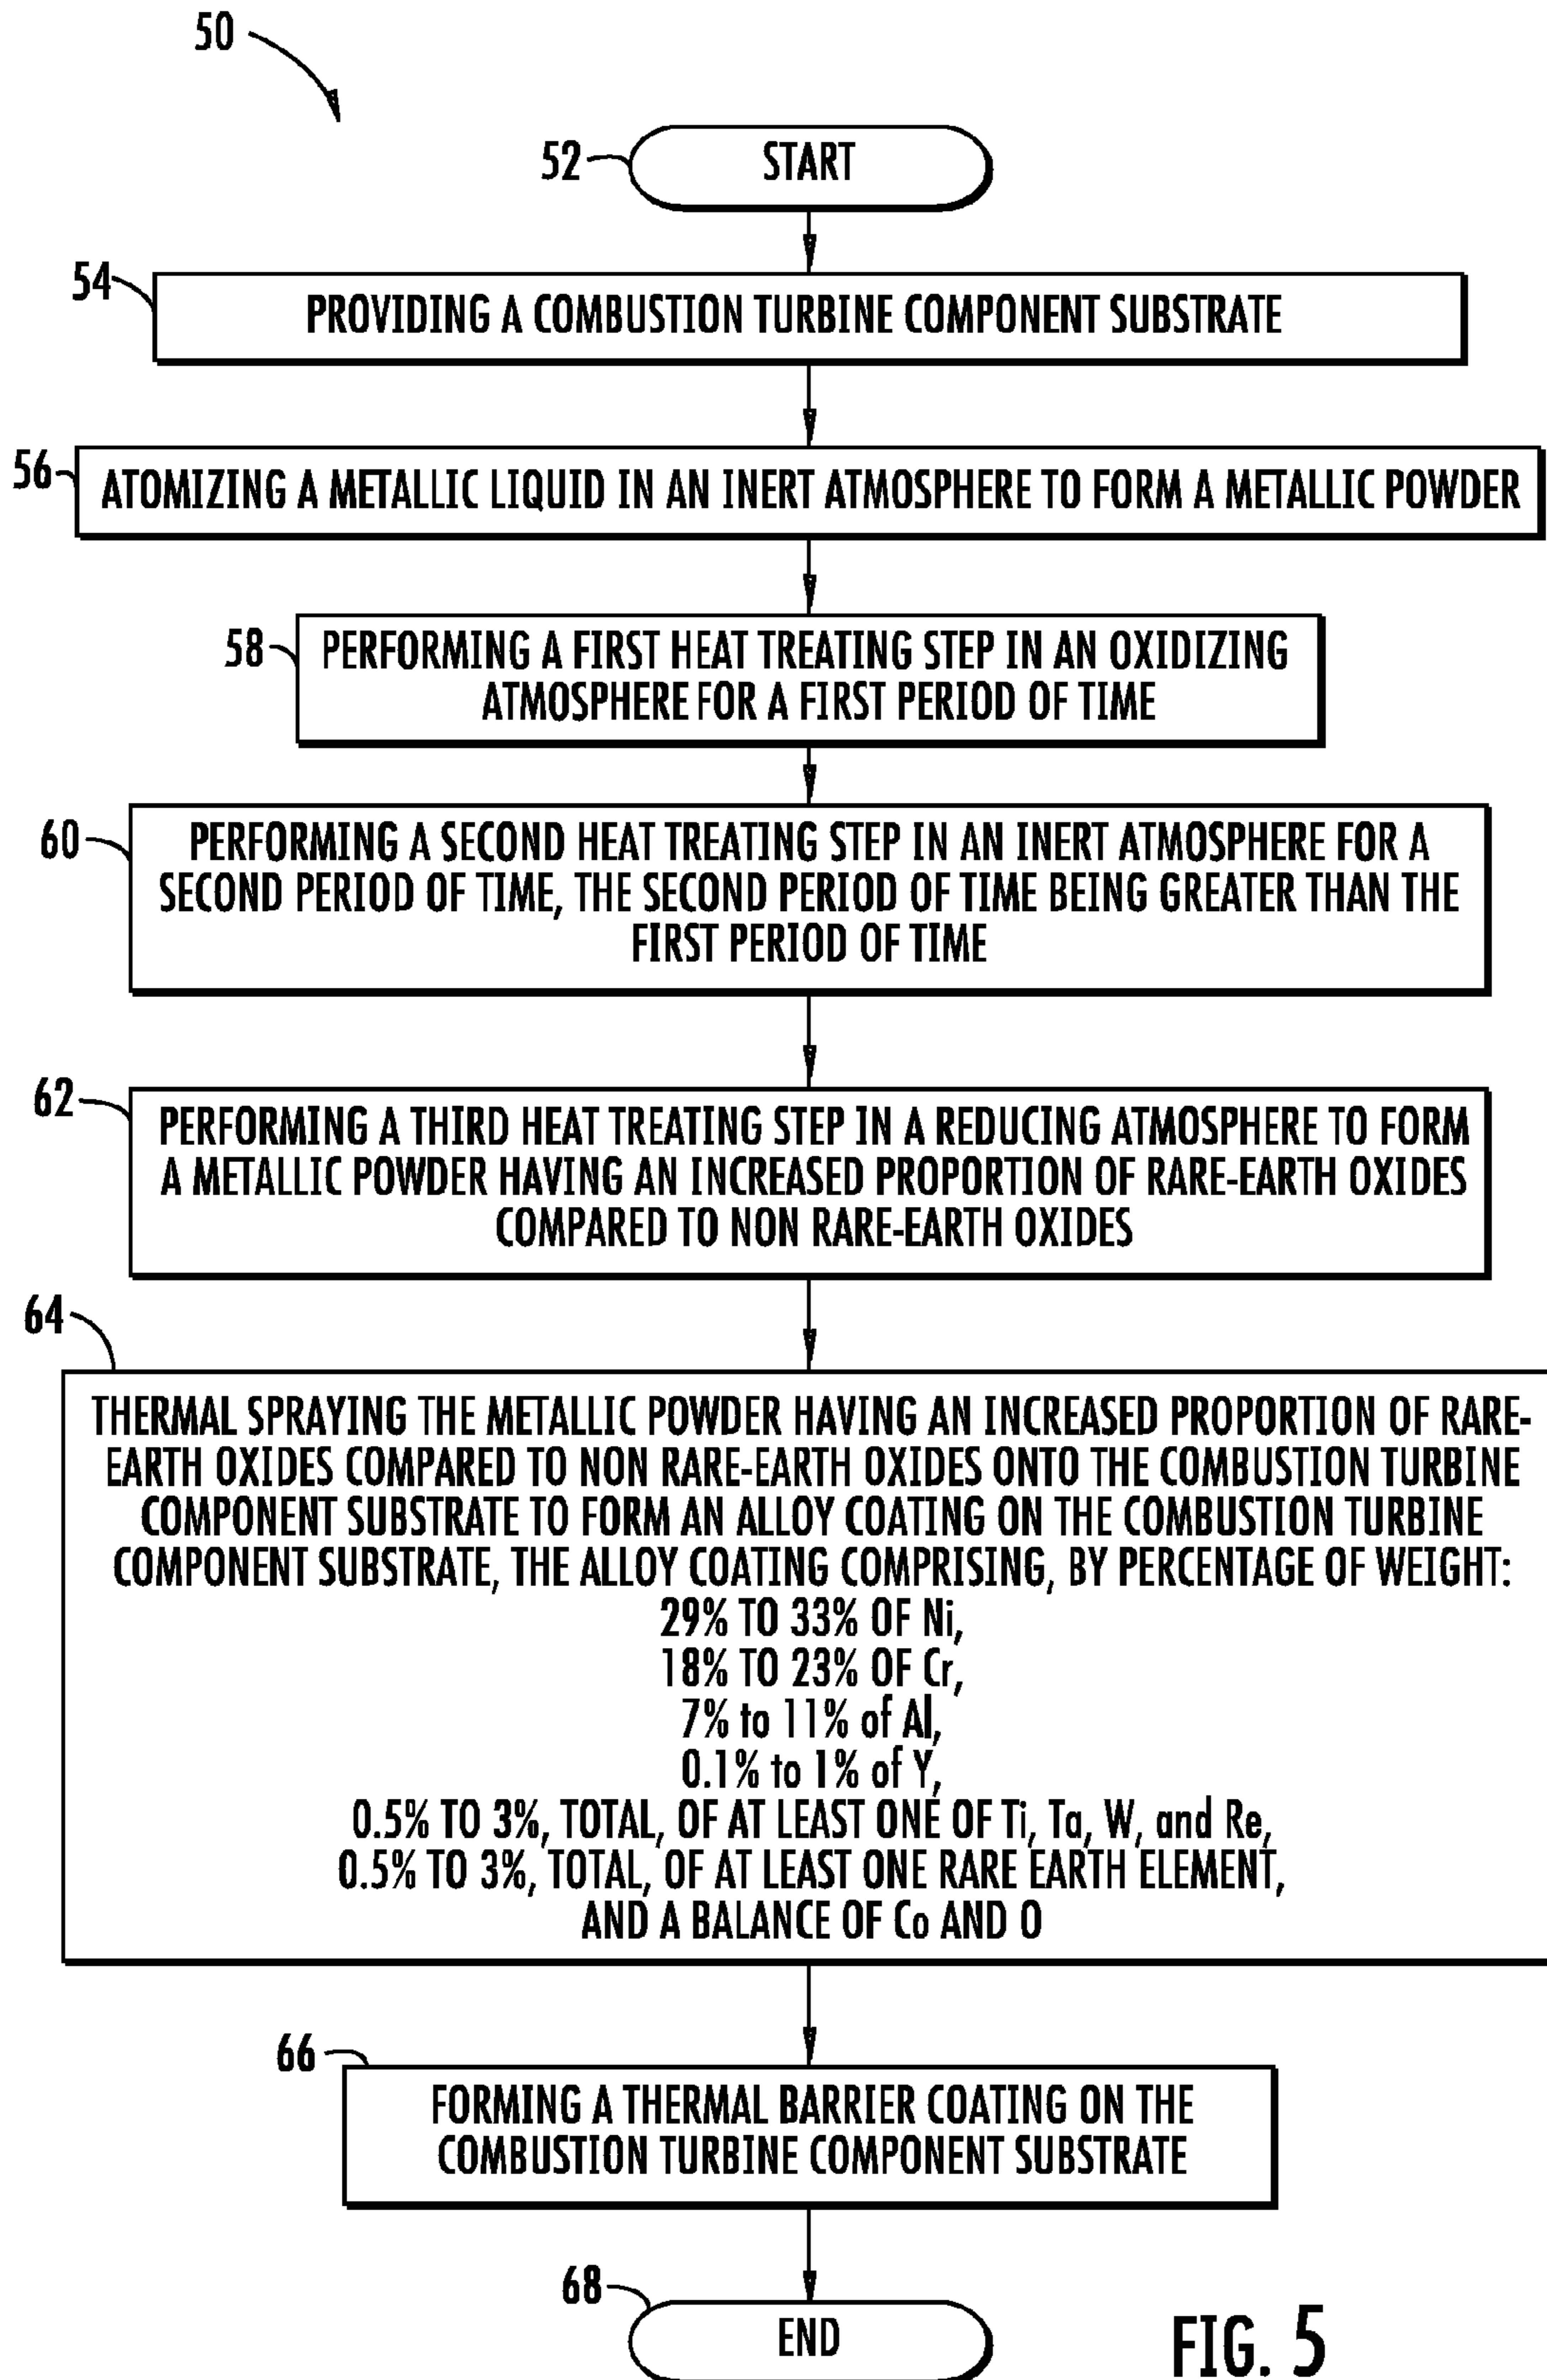 50
52
START
54
PROVIDING A COMBUSTION TURBINE COMPONENT SUBSTRATE
56
ATOMIZING A METALLIC LIQUID IN AN INERT ATMOSPHERE TO FORM A METALLIC POWDER
58
PERFORMING A FIRST HEAT TREATING STEP IN AN OXIDIZING
ATMOSPHERE FOR A FIRST PERIOD OF TIME
60
PERFORMING A SECOND HEAT TREATING STEP IN AN INERT ATMOSPHERE FOR A
SECOND PERIOD OF TIME, THE SECOND PERIOD OF TIME BEING GREATER THAN THE
FIRST PERIOD OF TIME
62
PERFORMING A THIRD HEAT TREATING STEP IN A REDUCING ATMOSPHERE TO FORM
A METALLIC POWDER HAVING AN INCREASED PROPORTION OF RARE-EARTH OXIDES
COMPARED TO NON RARE-EARTH OXIDES
64
THERMAL SPRAYING THE METALLIC POWDER HAVING AN INCREASED PROPORTION OF RARE-
EARTH OXIDES COMPARED TO NON RARE-EARTH OXIDES ONTO THE COMBUSTION TURBINE
COMPONENT SUBSTRATE TO FORM AN ALLOY COATING ON THE COMBUSTION TURBINE
COMPONENT SUBSTRATE, THE ALLOY COATING COMPRISING, BY PERCENTAGE OF WEIGHT:
29% TO 33% OF Ni,
18% TO 23% OF Cr,
7% to 11% of Al,
0.1% to 1% of Y,
0.5% TO 3%, TOTAL, OF AT LEAST ONE OF Ti, Ta, W, and Re,
0.5% TO 3%, TOTAL, OF AT LEAST ONE RARE EARTH ELEMENT,
AND A BALANCE OF Co AND O
66
FORMING A THERMAL BARRIER COATING ON THE
COMBUSTION TURBINE COMPONENT SUBSTRATE
68
END
FIG. 5